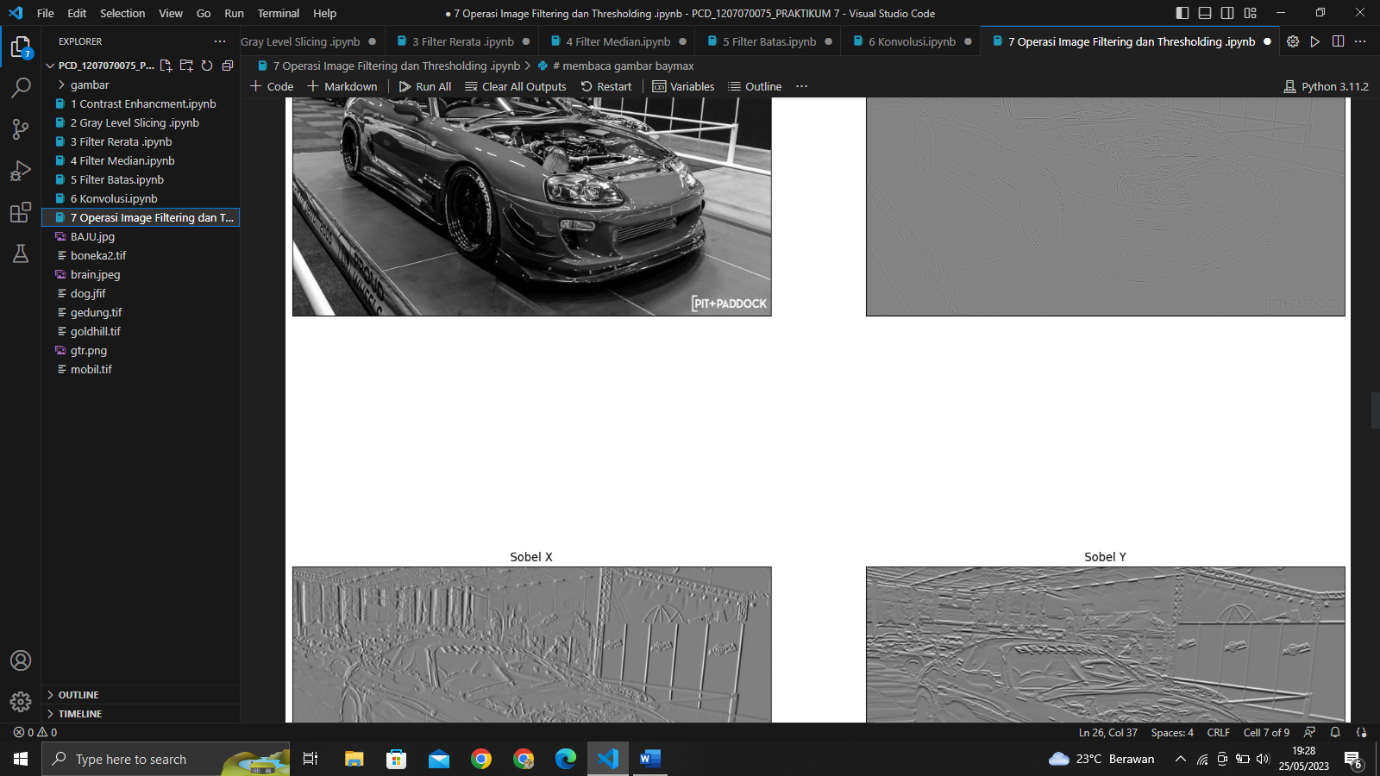 File Edit Selection View Go Run Terminal Help
● 7 Operasi Image Filtering dan Thresholding .ipynb - PCD_1207070075_PRAKTIKUM 7 - Visual Studio Code
EXPLORER
Gray Level Slicing .ipynb
3 Filter Rerata .ipynb
4 Filter Median.ipynb
5 Filter Batas.ipynb
6 Konvolusi.ipynb
7 Operasi Image Filtering dan Thresholding .ipynb
7 Operasi Image Filtering dan Thresholding .ipynb > # membaca gambar baymax
+ Code + Markdown Run All Clear All Outputs Restart Variables Outline ···
Python 3.11.2
7
PCD_1207070075_P...
gambar
1 Contrast Enhancment.ipynb
2 Gray Level Slicing .ipynb
3 Filter Rerata .ipynb
4 Filter Median.ipynb
5 Filter Batas.ipynb
6 Konvolusi.ipynb
7 Operasi Image Filtering dan T...
BAJU.jpg
boneka2.tif
brain.jpeg
dog.jfif
gedung.tif
goldhill.tif
gtr.png
mobil.tif
OUTLINE
TIMELINE
PIT+PADDOCK
PIT+PADDOCK
Sobel X
Sobel Y
0 0
Ln 26, Col 37 Spaces: 4 CRLF Cell 7 of 9
Type here to search
23°C Berawan
19:28
25/05/2023
6